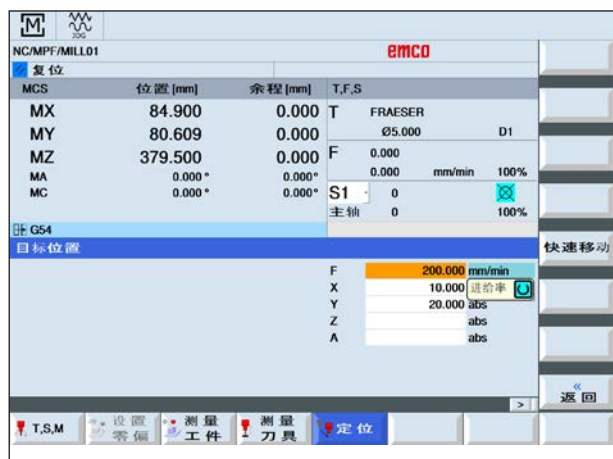 M
JOG
NC/MPF/MILL01
emco
复位
MCS 位置 [mm] 余程 [mm] T,F,S
MX 84.900 0.000 T FRAESER
MY 80.609 0.000 Ø5.000 D1
MZ 379.500 0.000 F 0.000
MA 0.000° 0.000° 0.000 mm/min 100%
MC 0.000° 0.000° S1 0
主轴 0 100%
G54
目标位置 快速移动
F 200.000 mm/min
X 10.000 进给率
Y 20.000 abs
Z abs
A abs
«
返回
>
T,S,M 设置零偏 测量工件 测量刀具 定位